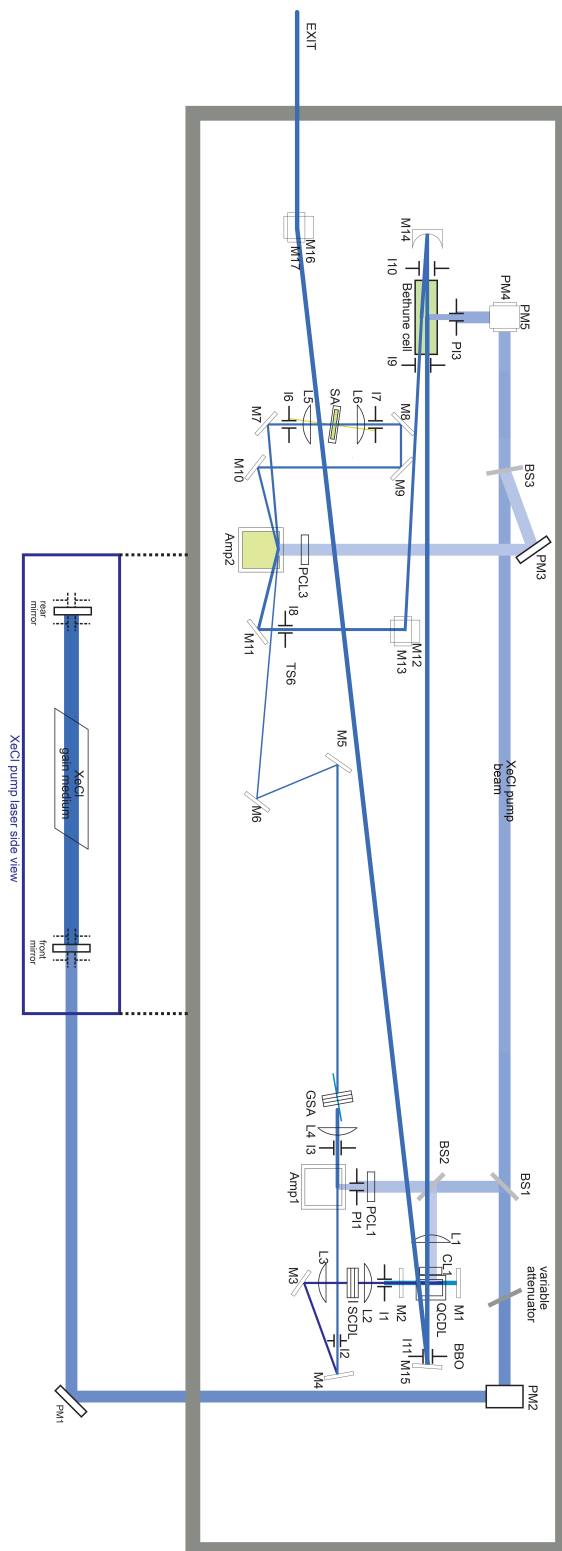 EXIT
M16
M17
M14
I10
Bethune cell
I9
PI3
PM4
PM5
BS3
PM3
M7
I6
L5
SA
L6
I7
M8
M9
M10
Amp2
PCL3
M11
I8
TS6
M12
M13
M5
M6
XeCl pump
beam
rear
mirror
XeCl
gain medium
front
mirror
XeCl pump laser side view
GSA
L4
I3
Amp1
PI1
PCL1
BS2
BS1
variable
attenuator
L1
CL1
QCDL
M1
M2
I1
L2
SCDL
L3
M3
I2
M4
I11
M15
BBO
PM2
PM1